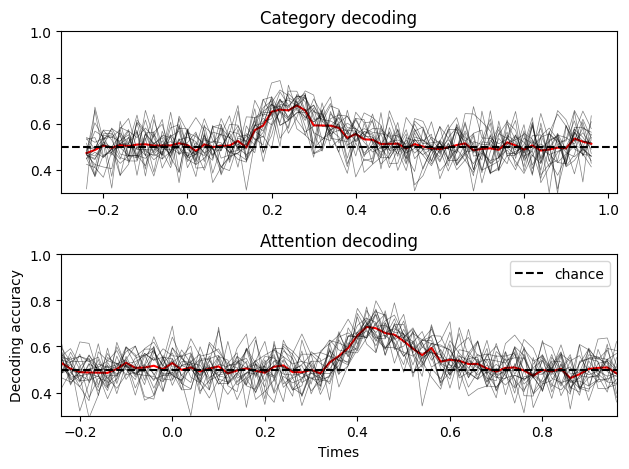 Category decoding
1.0
0.8
0.6
0.4
−0.2 0.0 0.2 0.4 0.6 0.8 1.0
Attention decoding
1.0
0.8
0.6
0.4
Decoding accuracy
chance
−0.2 0.0 0.2 0.4 0.6 0.8
Times